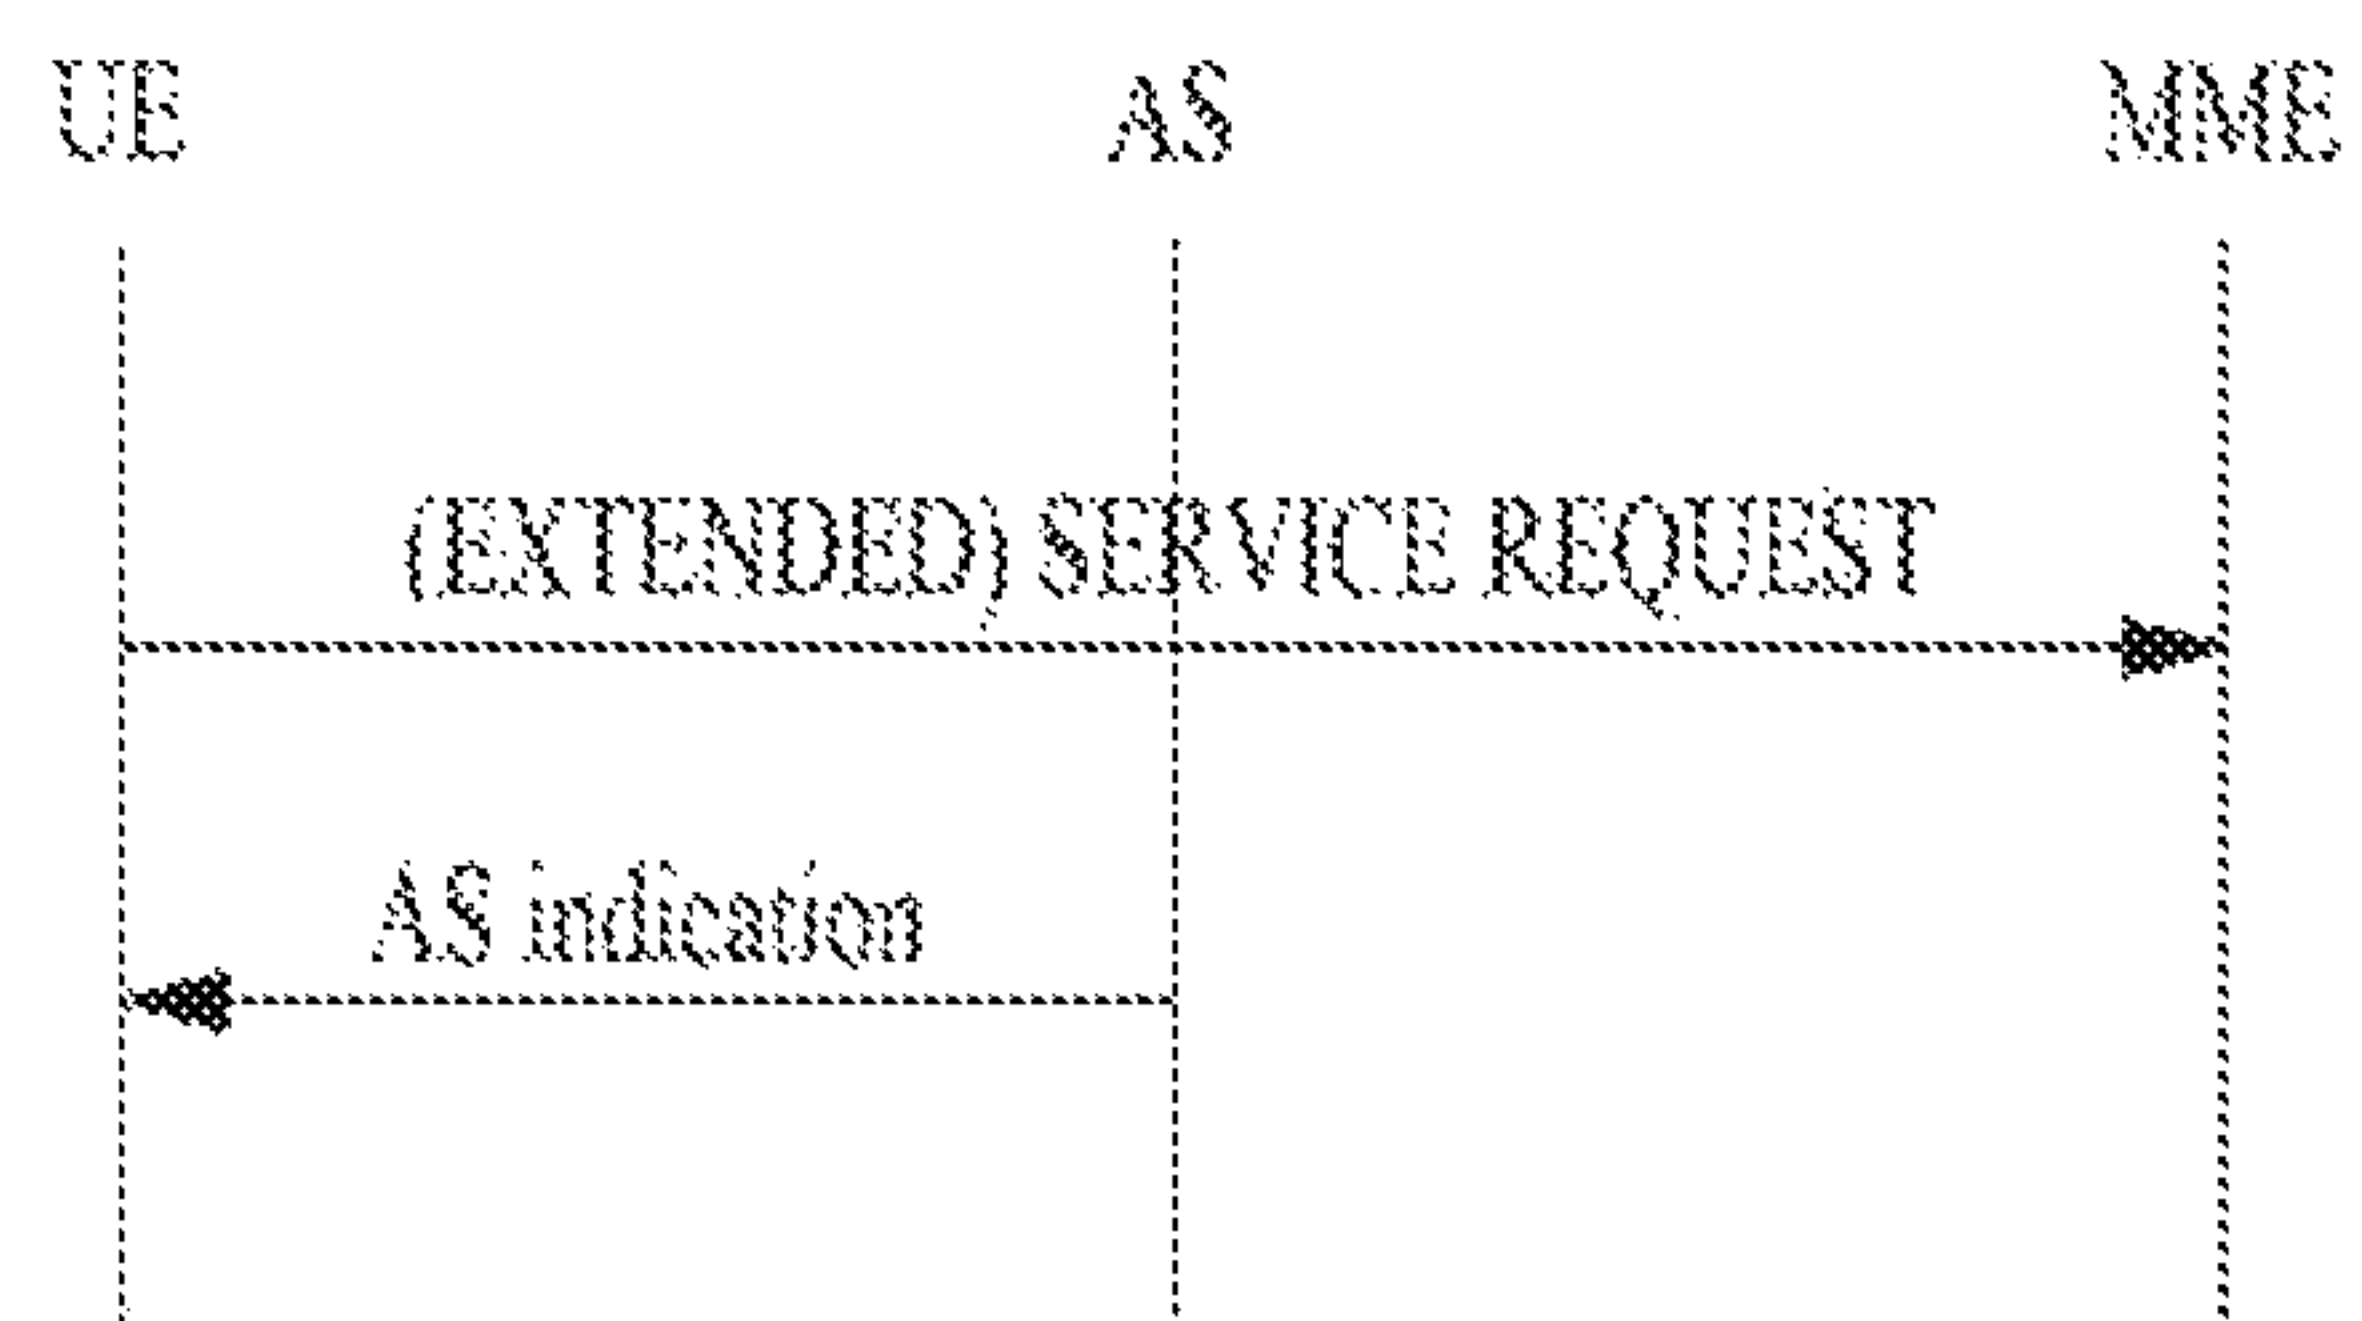 UE AS MME
(EXTENDED) SERVICE REQUEST
AS indication